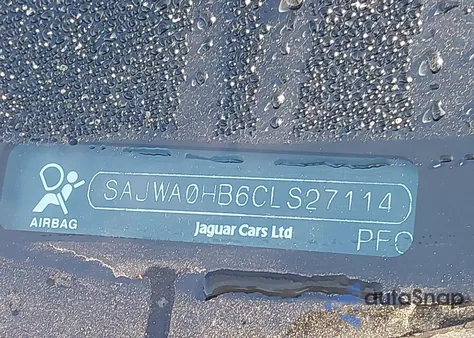 SAJWA0HB6CLS27114
AIRBAG
Jaguar Cars Ltd
PFC
autoSnap